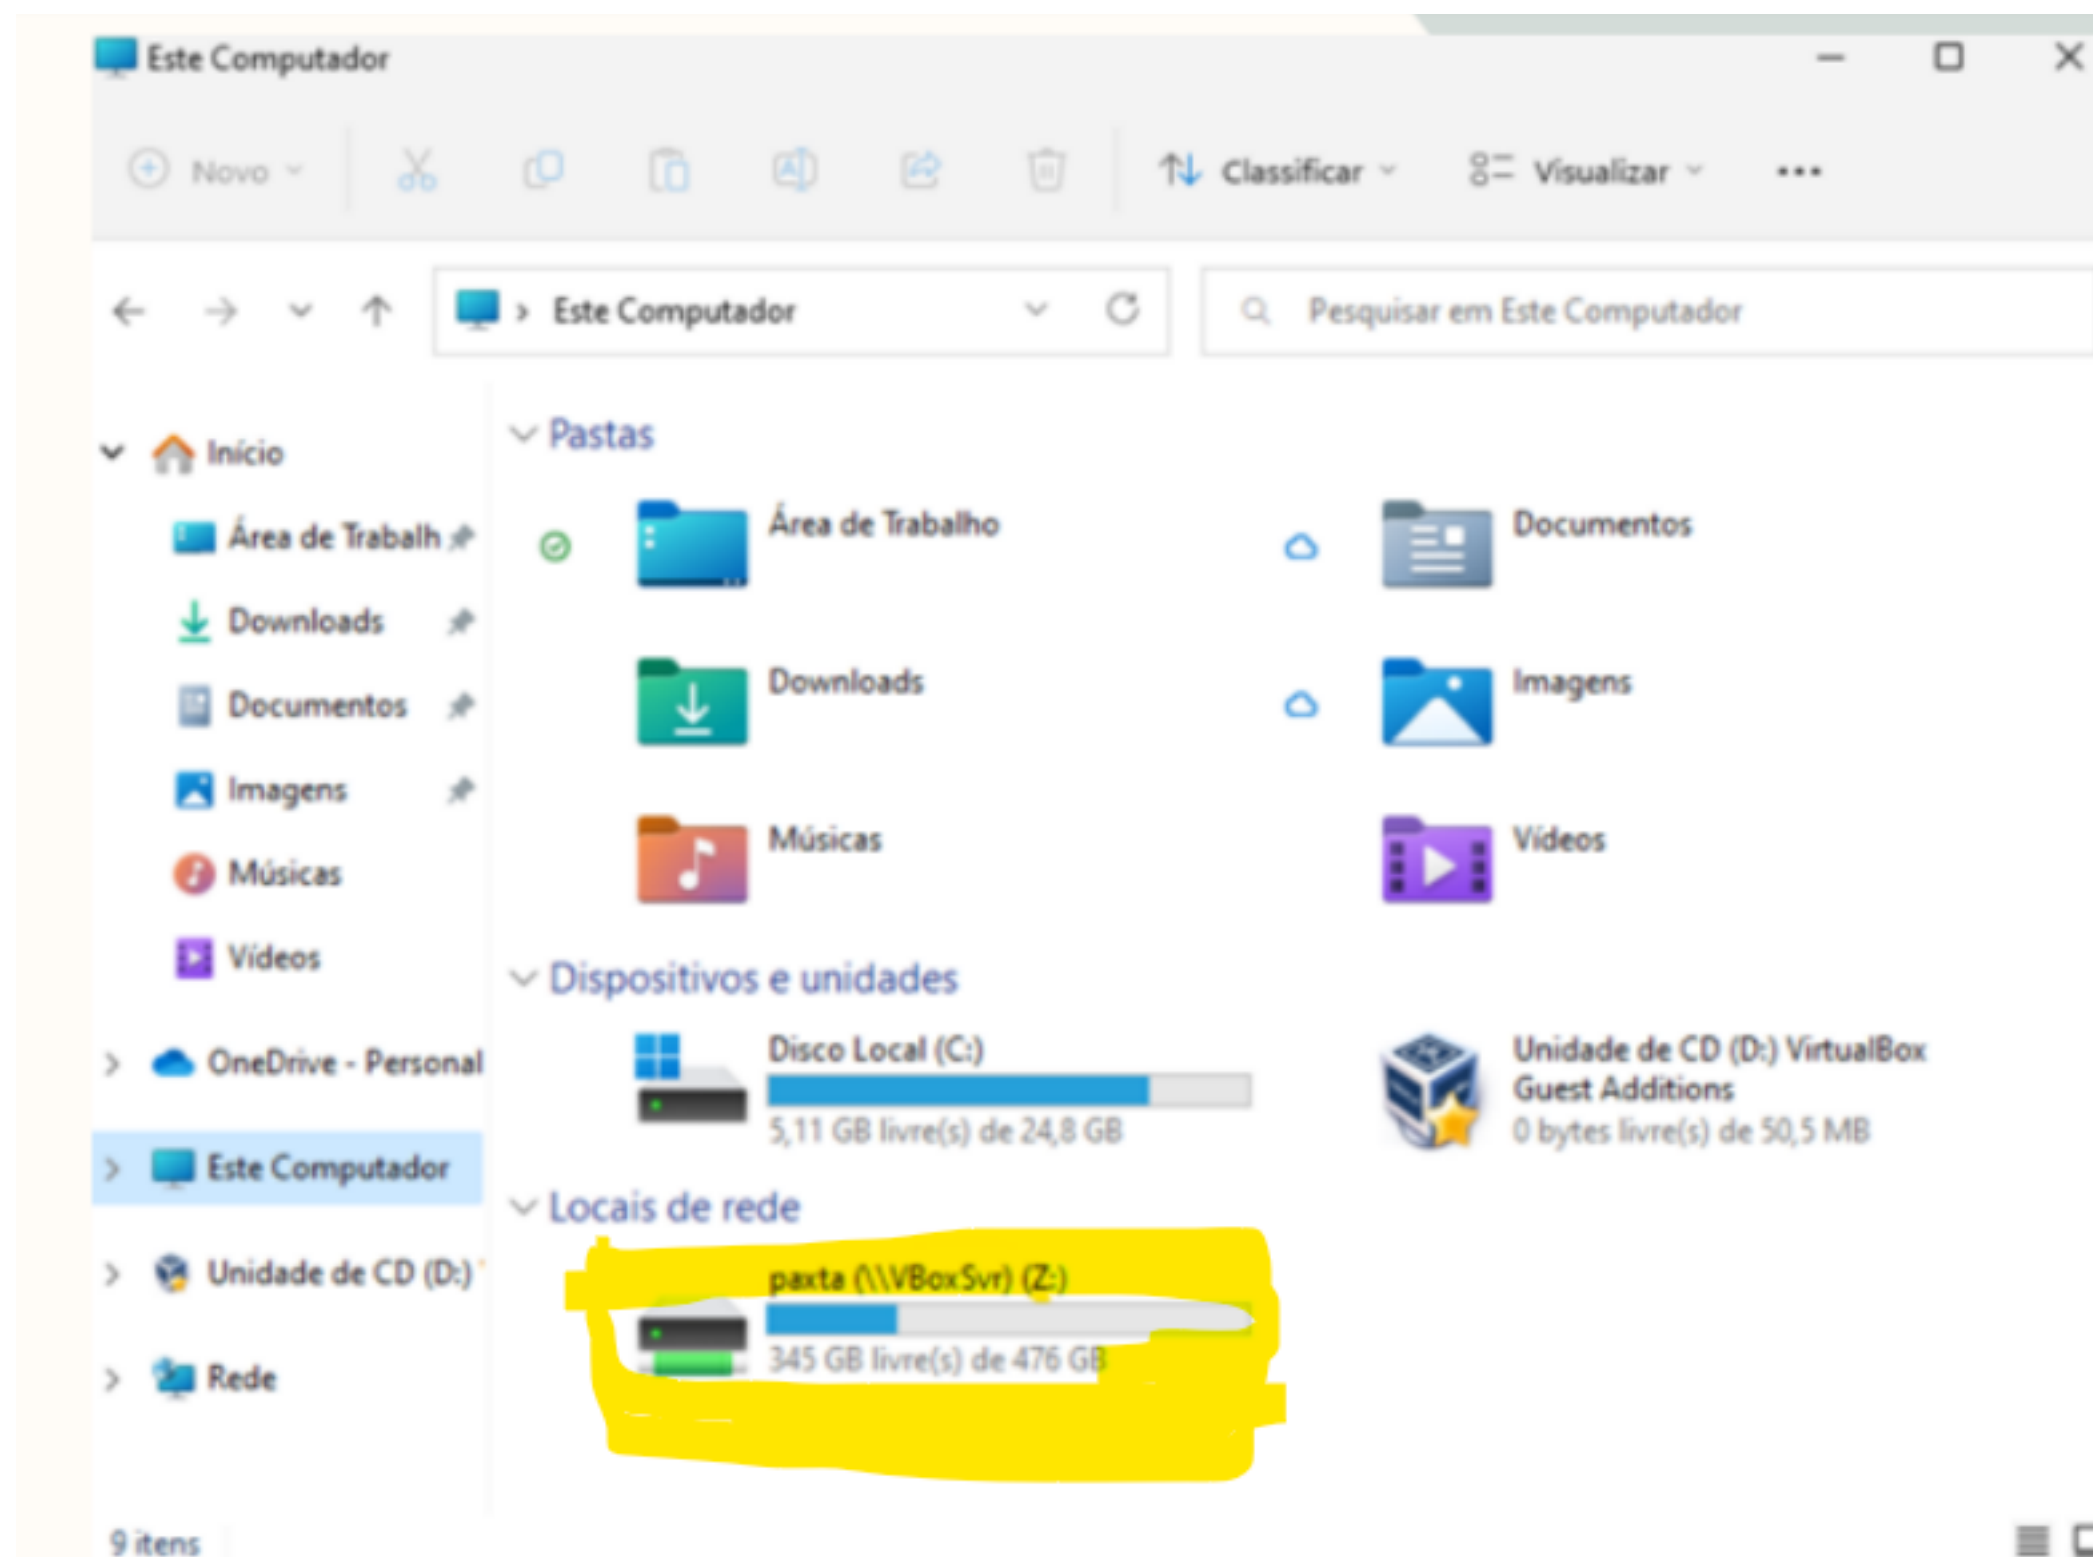 Este Computador
Novo
Classificar
Visualizar
Este Computador
Pesquisar em Este Computador
Início
Área de Trabalh
Downloads
Documentos
Imagens
Músicas
Vídeos
OneDrive - Personal
Este Computador
Unidade de CD (D:)
Rede
Pastas
Área de Trabalho
Documentos
Downloads
Imagens
Músicas
Vídeos
Dispositivos e unidades
Disco Local (C:)
5,11 GB livre(s) de 24,8 GB
Unidade de CD (D:) VirtualBox
Guest Additions
0 bytes livre(s) de 50,5 MB
Locais de rede
paxta (\\VBoxSvr) (Z:)
345 GB livre(s) de 476 GB
9 itens